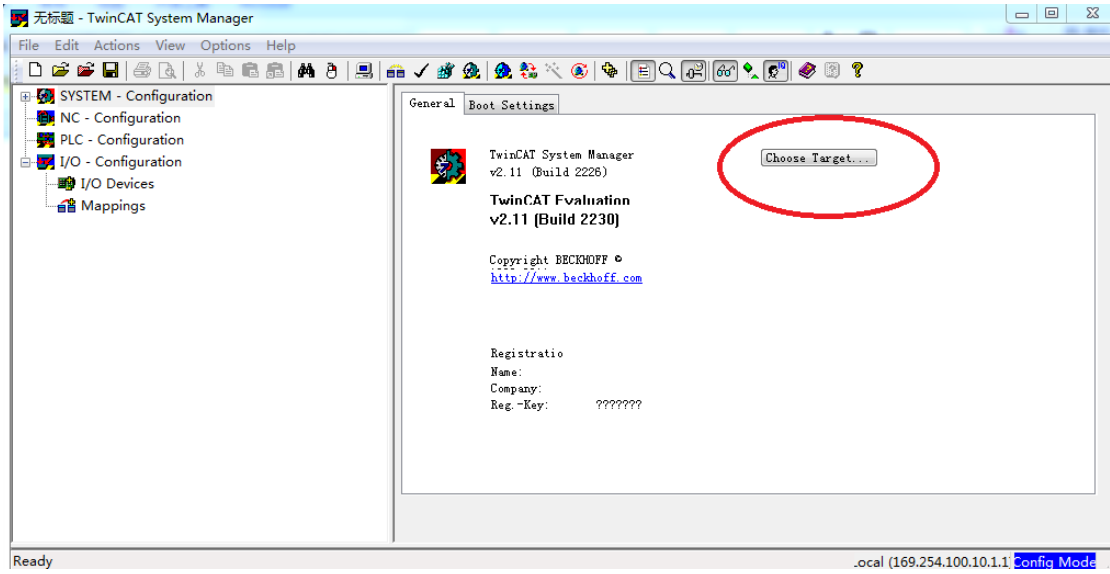 无标题 - TwinCAT System Manager
File Edit Actions View Options Help
SYSTEM - Configuration
NC - Configuration
PLC - Configuration
I/O - Configuration
I/O Devices
Mappings
General Boot Settings
TwinCAT System Manager
v2.11 (Build 2226)
Choose Target...
TwinCAT Evaluation
v2.11 (Build 2230)
Copyright BECKHOFF ©
http://www.beckhoff.com
Registratio
Name:
Company:
Reg.-Key: ???????
Ready
ocal (169.254.100.10.1.1) Config Mode